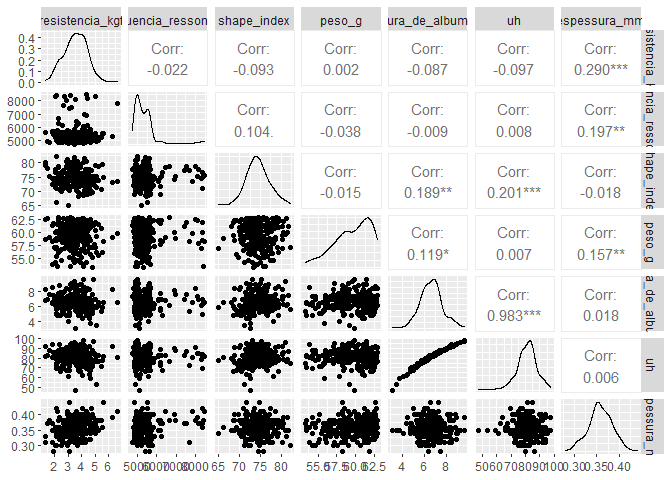 resistencia_kgf
uencia_resson
shape_index
peso_g
ura_de_album
uh
espessura_mm
0.4
0.3
0.2
0.1
0.0
Corr:
-0.022
Corr:
-0.093
Corr:
0.002
Corr:
-0.087
Corr:
-0.097
Corr:
0.290***
sistencia_
8000
7000
6000
5000
Corr:
0.104.
Corr:
-0.038
Corr:
-0.009
Corr:
0.008
Corr:
0.197**
ncia_resso
80
75
70
65
Corr:
-0.015
Corr:
0.189**
Corr:
0.201***
Corr:
-0.018
hape_inde
62.5
60.0
57.5
55.0
Corr:
0.119*
Corr:
0.007
Corr:
0.157**
peso_g
8
6
4
Corr:
0.983***
Corr:
0.018
a_de_albu
100
90
80
70
60
50
Corr:
0.006
uh
0.40
0.35
0.30
pessura_n
2 3 4 5 6
5000 6000 7000 8000
65 70 75 80
55.0 57.5 60.0 62.5
4 6 8
50 60 70 80 90 100
0.30 0.35 0.40